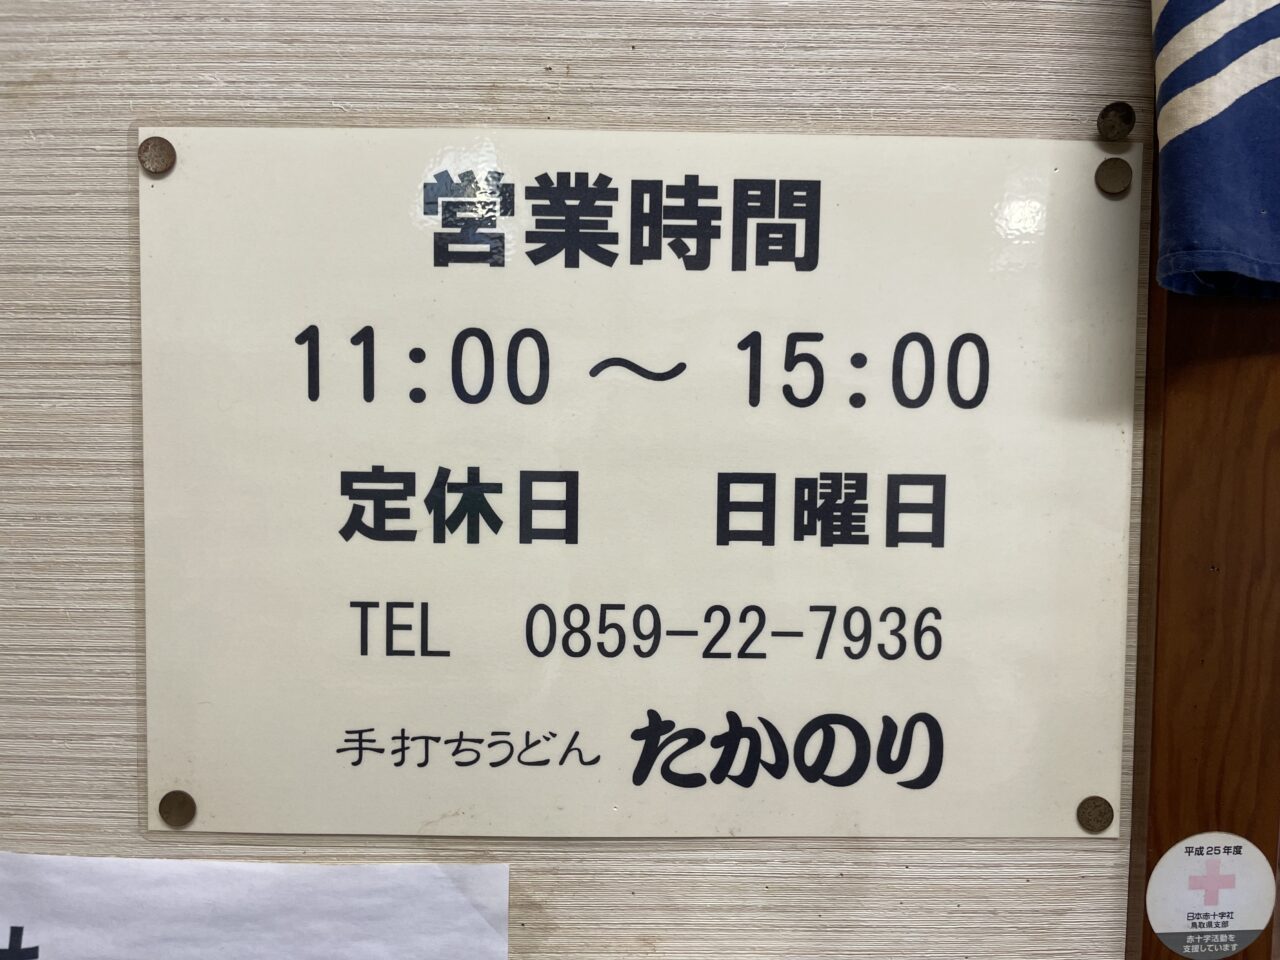 営業時間
11:00 ～ 15:00
定休日 日曜日
TEL 0859-22-7936
手打ちうどん たかのり
平成25年度
日本赤十字社
鳥取県支部
赤十字活動を
支援しています